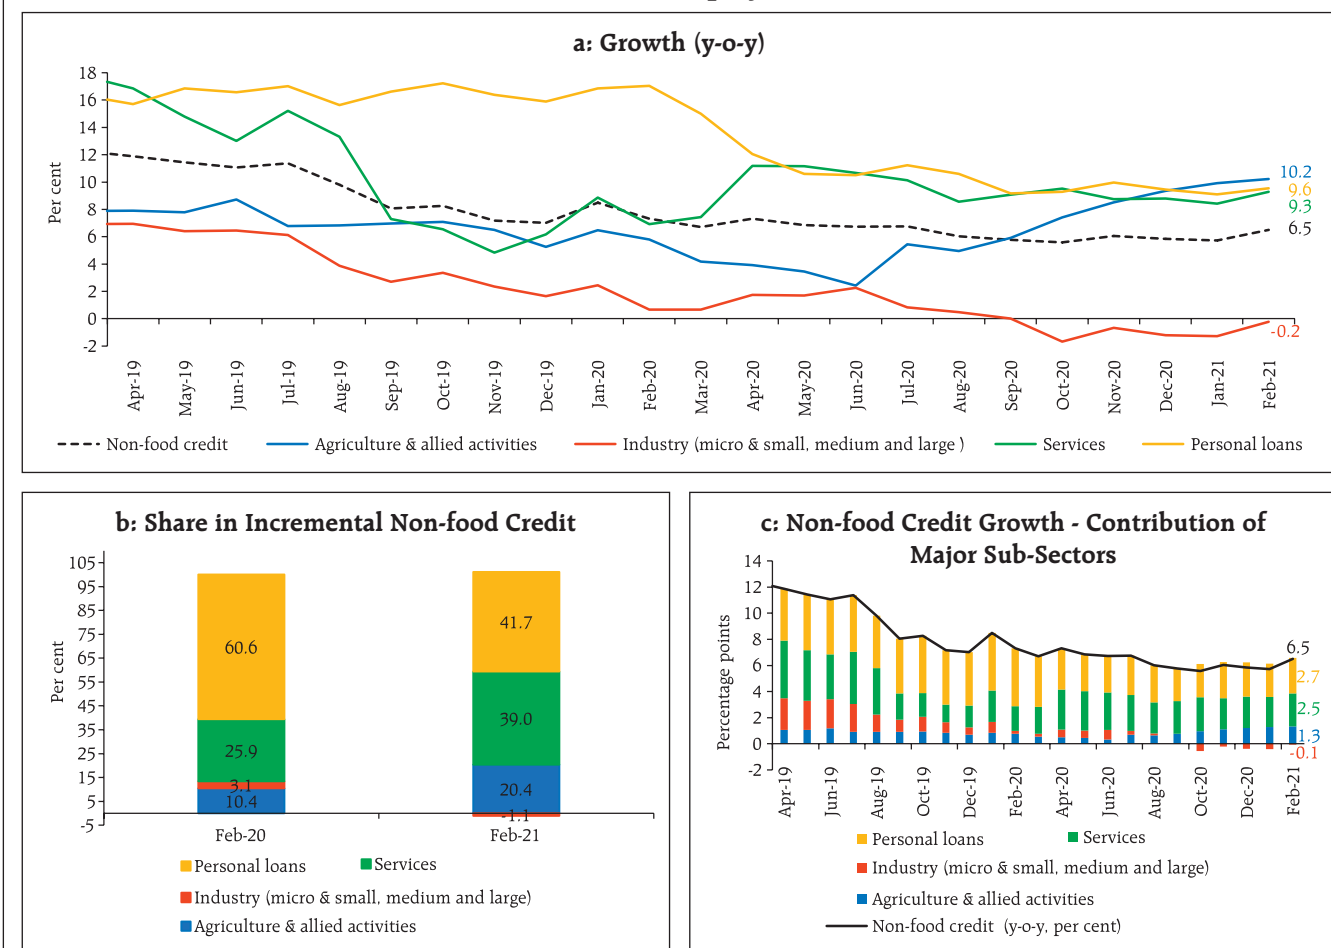 a: Growth (y-o-y)
Per cent
18
16
14
12
10
8
6
4
2
0
-2
10.2
9.6
9.3
6.5
-0.2
Apr-19 May-19 Jun-19 Jul-19 Aug-19 Sep-19 Oct-19 Nov-19 Dec-19 Jan-20 Feb-20 Mar-20 Apr-20 May-20 Jun-20 Jul-20 Aug-20 Sep-20 Oct-20 Nov-20 Dec-20 Jan-21 Feb-21
Non-food credit Agriculture & allied activities Industry (micro & small, medium and large ) Services Personal loans
b: Share in Incremental Non-food Credit
Per cent
105
95
85
75
65
55
45
35
25
15
5
-5
60.6
25.9
3.1
10.4
41.7
39.0
20.4
-1.1
Feb-20 Feb-21
Personal loans Services
Industry (micro & small, medium and large)
Agriculture & allied activities
c: Non-food Credit Growth - Contribution of
Major Sub-Sectors
Percentage points
14
12
10
8
6
4
2
0
-2
6.5
2.7
2.5
1.3
-0.1
Apr-19 Jun-19 Aug-19 Oct-19 Dec-19 Feb-20 Apr-20 Jun-20 Aug-20 Oct-20 Dec-20 Feb-21
Personal loans Services
Industry (micro & small, medium and large)
Agriculture & allied activities
Non-food credit (y-o-y, per cent)